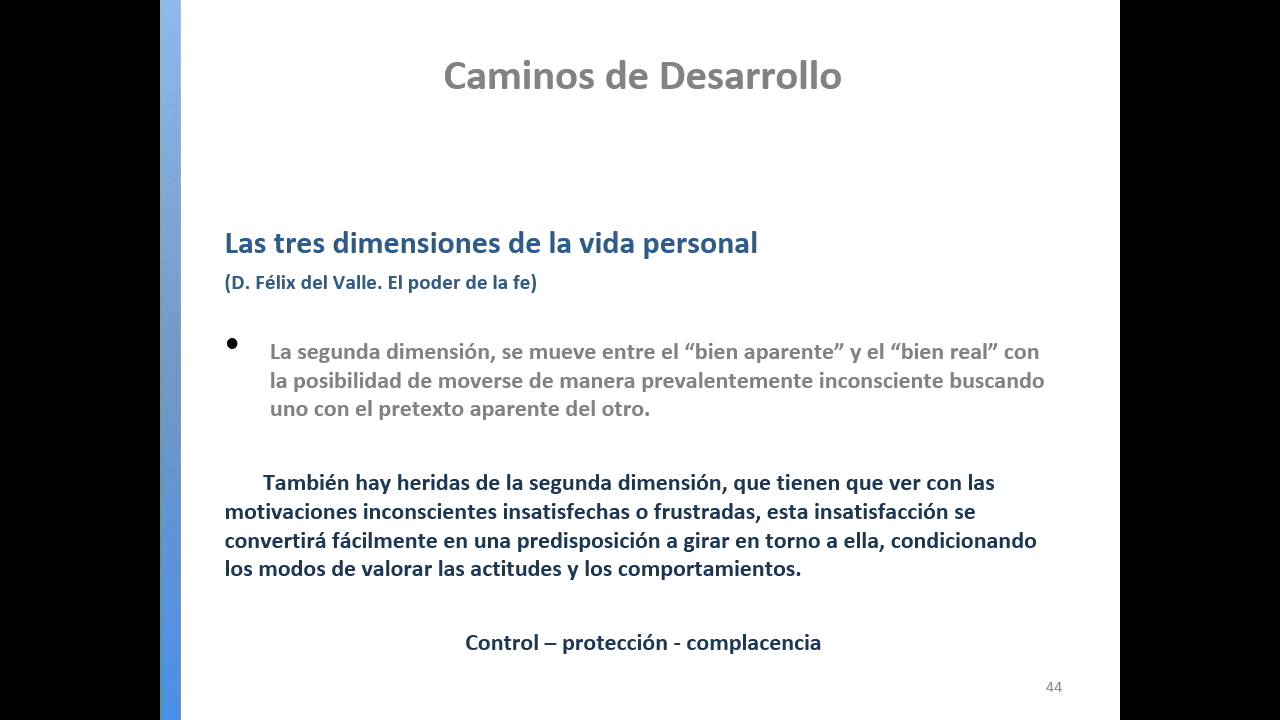 Caminos de Desarrollo
Las tres dimensiones de la vida personal
(D. Félix del Valle. El poder de la fe)
• La segunda dimensión, se mueve entre el “bien aparente” y el “bien real” con
la posibilidad de moverse de manera prevalentemente inconsciente buscando
uno con el pretexto aparente del otro.
También hay heridas de la segunda dimensión, que tienen que ver con las
motivaciones inconscientes insatisfechas o frustradas, esta insatisfacción se
convertirá fácilmente en una predisposición a girar en torno a ella, condicionando
los modos de valorar las actitudes y los comportamientos.
Control – protección - complacencia
44